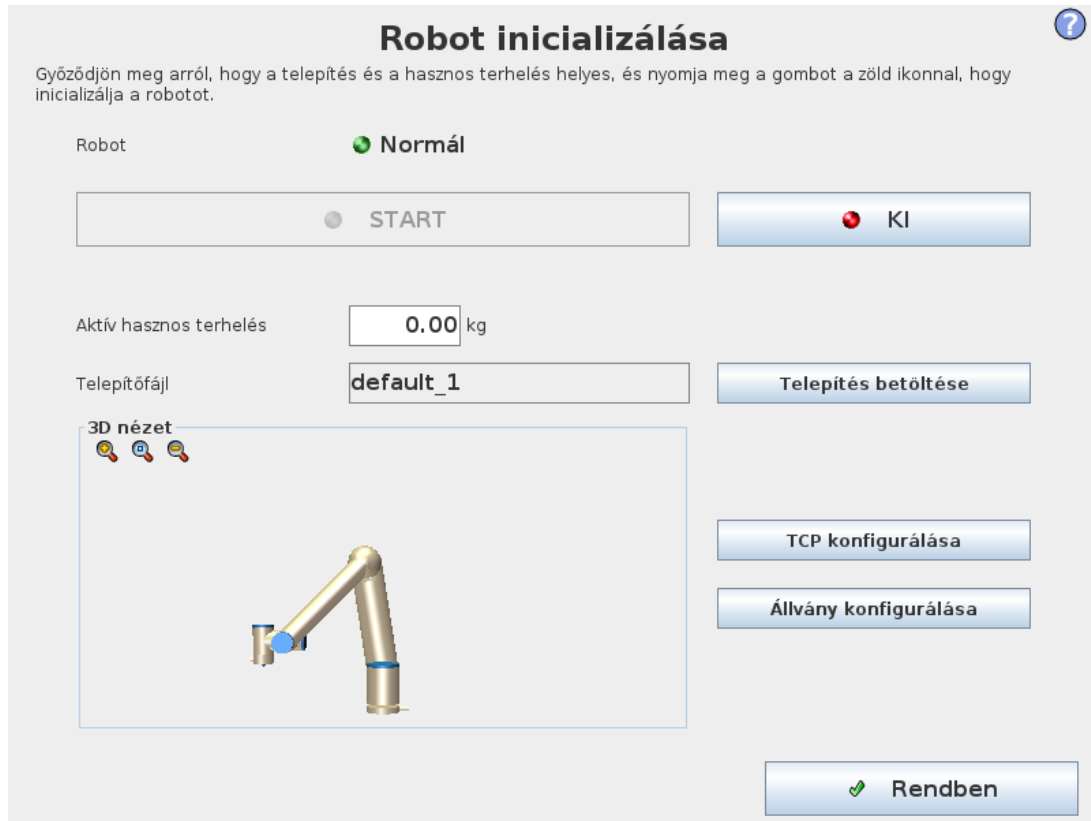 Robot inicializálása
?
Győződjön meg arról, hogy a telepítés és a hasznos terhelés helyes, és nyomja meg a gombot a zöld ikonnal, hogy
inicializálja a robotot.
Robot
Normál
START
KI
Aktív hasznos terhelés
0.00 kg
Telepítőfájl
default_1
Telepítés betöltése
3D nézet
TCP konfigurálása
Állvány konfigurálása
Rendben